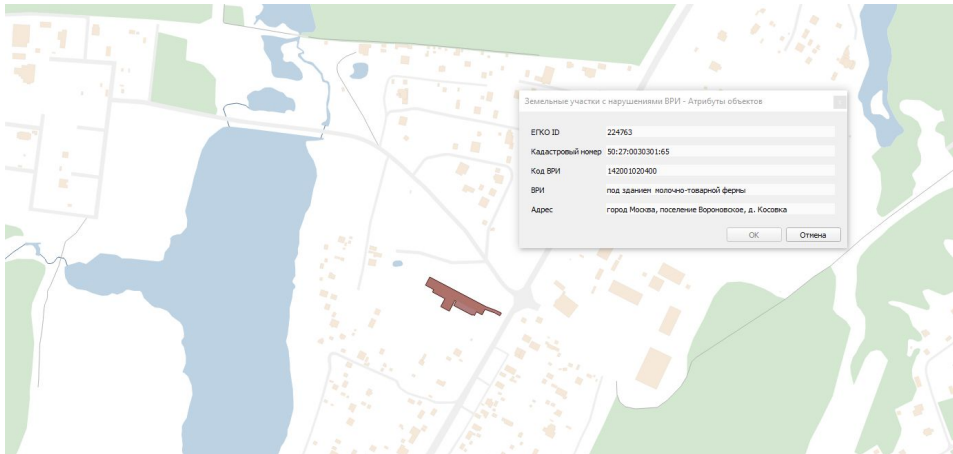 Земельные участки с нарушениями ВРИ - Атрибуты объектов
ЕГКО ID 224763
Кадастровый номер 50:27:0030301:65
Код ВРИ 142001020400
ВРИ под зданием молочно-товарной фермы
Адрес город Москва, поселение Вороновское, д. Косовка
ОК Отмена